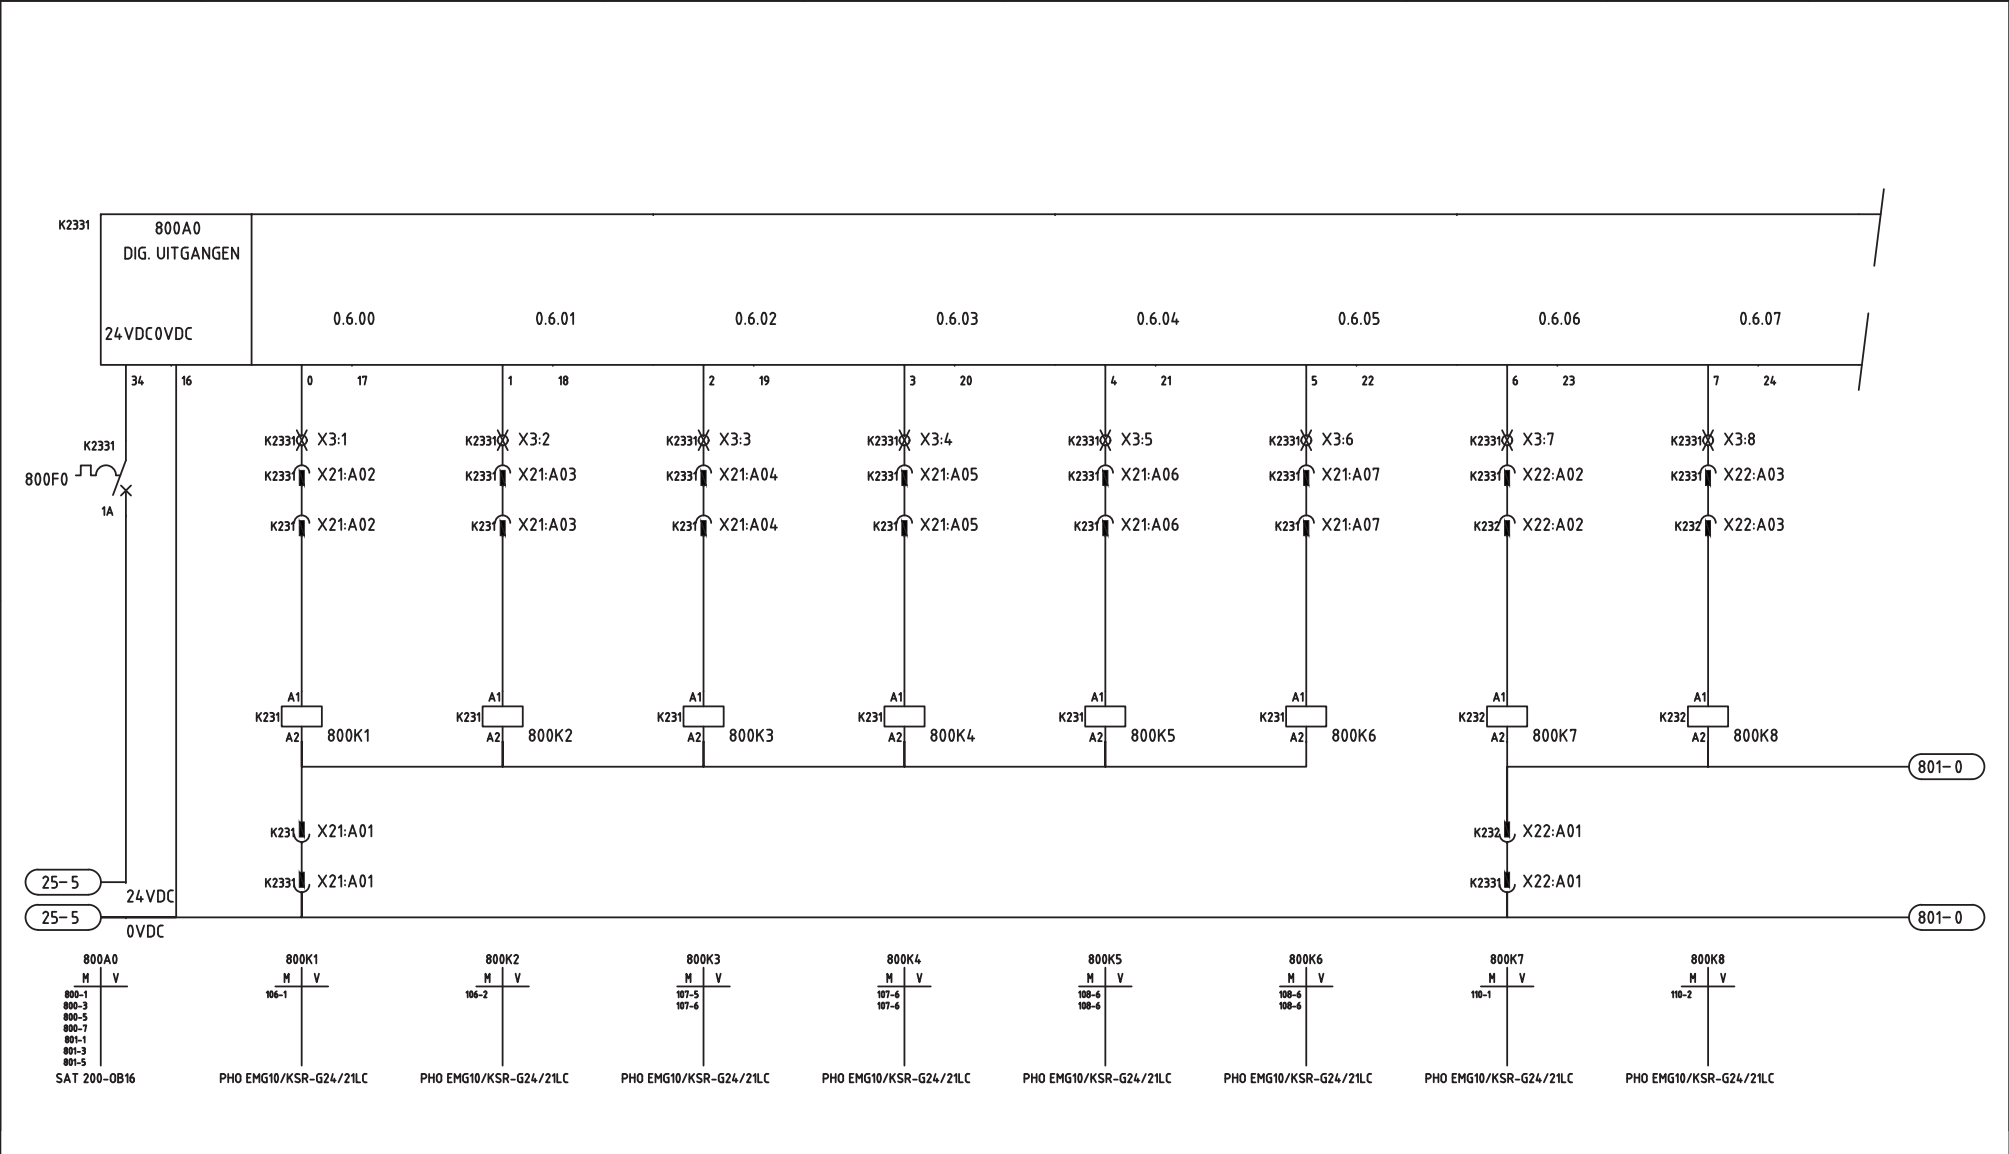 K2331 800A0
DIG. UITGANGEN
0.6.00 0.6.01 0.6.02 0.6.03 0.6.04 0.6.05 0.6.06 0.6.07
24VDC 0VDC
34 16 0 17 1 18 2 19 3 20 4 21 5 22 6 23 7 24
K2331 X3:1 K2331 X3:2 K2331 X3:3 K2331 X3:4 K2331 X3:5 K2331 X3:6 K2331 X3:7 K2331 X3:8
K2331
800F0 K2331 X21:A02 K2331 X21:A03 K2331 X21:A04 K2331 X21:A05 K2331 X21:A06 K2331 X21:A07 K2331 X22:A02 K2331 X22:A03
1A
K231 X21:A02 K231 X21:A03 K231 X21:A04 K231 X21:A05 K231 X21:A06 K231 X21:A07 K232 X22:A02 K232 X22:A03
A1 A1 A1 A1 A1 A1 A1 A1
K231 K231 K231 K231 K231 K231 K232 K232
A2 800K1 A2 800K2 A2 800K3 A2 800K4 A2 800K5 A2 800K6 A2 800K7 A2 800K8
801-0
K231 X21:A01 K232 X22:A01
25-5 K2331 X21:A01 K2331 X22:A01
24VDC
25-5 801-0
0VDC
800A0 800K1 800K2 800K3 800K4 800K5 800K6 800K7 800K8
M V M V M V M V M V M V M V M V M V
800-1 106-1 106-2 107-5 107-6 108-6 108-6 110-1 110-2
800-3 107-6 107-6 108-6 108-6
800-5
800-7
801-1
801-3
801-5
SAT 200-OB16 PHO EMG10/KSR-G24/21LC PHO EMG10/KSR-G24/21LC PHO EMG10/KSR-G24/21LC PHO EMG10/KSR-G24/21LC PHO EMG10/KSR-G24/21LC PHO EMG10/KSR-G24/21LC PHO EMG10/KSR-G24/21LC PHO EMG10/KSR-G24/21LC